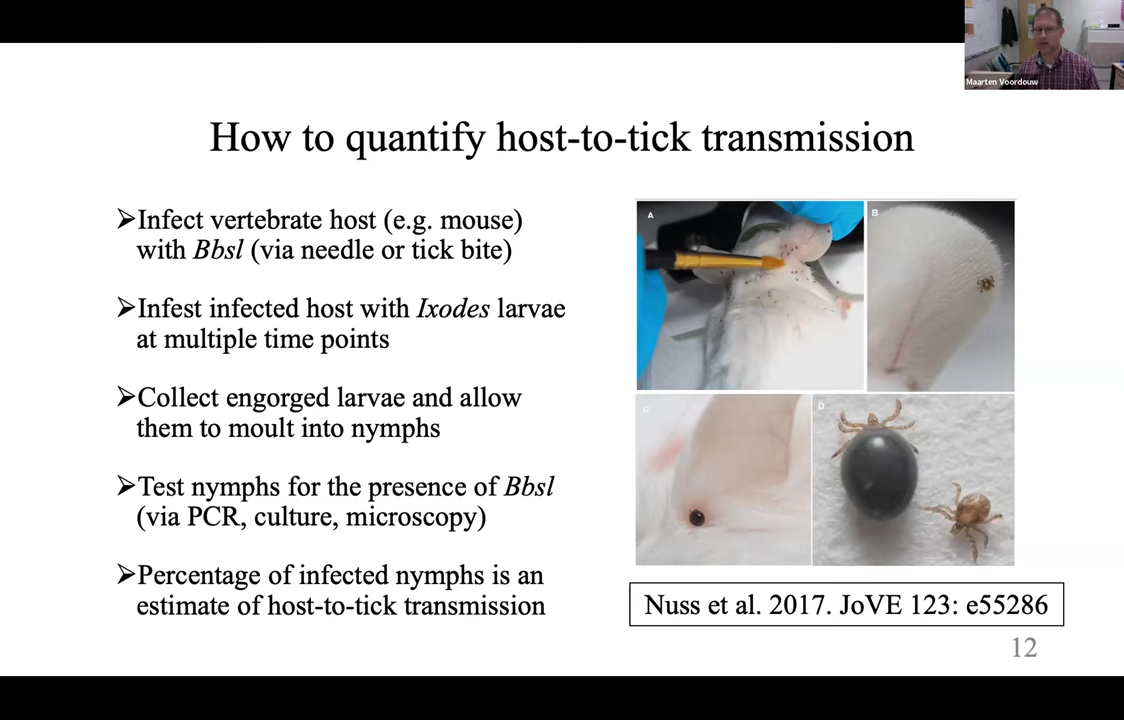 Maarten Voordouw
How to quantify host-to-tick transmission
➢Infect vertebrate host (e.g. mouse)
with Bbsl (via needle or tick bite)
➢Infest infected host with Ixodes larvae
at multiple time points
➢Collect engorged larvae and allow
them to moult into nymphs
➢Test nymphs for the presence of Bbsl
(via PCR, culture, microscopy)
➢Percentage of infected nymphs is an
estimate of host-to-tick transmission
A
B
C
D
Nuss et al. 2017. JoVE 123: e55286
12